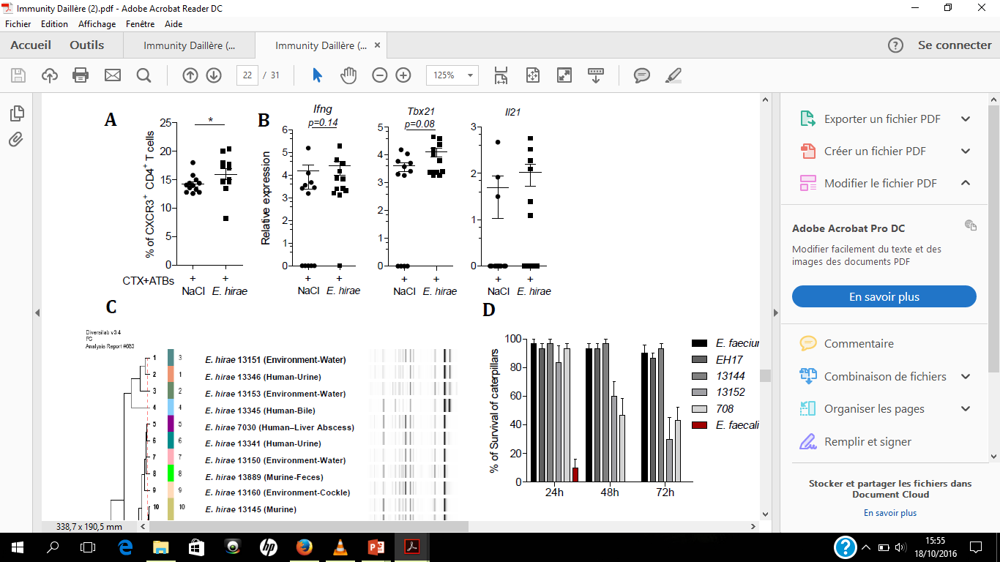 Immunity Daillère (2).pdf - Adobe Acrobat Reader DC
Fichier Edition Affichage Fenêtre Aide
Accueil Outils Immunity Daillère (... Immunity Daillère (... × ? Se connecter
22 / 31 125%
A
25
20
15
10
5
0
% of CXCR3+ CD4+ T cells
*
CTX+ATBs + +
NaCl E. hirae
B
Ifng
p=0.14
6
5
4
3
2
1
0
Relative expression
+ +
NaCl E. hirae
Tbx21
p=0.08
5
4
3
2
1
0
+ +
NaCl E. hirae
Il21
3
2
1
0
+ +
NaCl E. hirae
C
Diversilab v3.4
PC
Analysis Report #683
1 3 E. hirae 13151 (Environment-Water)
2 1 E. hirae 13346 (Human-Urine)
3 2 E. hirae 13153 (Environment-Water)
4 4 E. hirae 13345 (Human-Bile)
5 5 E. hirae 7030 (Human–Liver Abscess)
6 6 E. hirae 13341 (Human-Urine)
7 7 E. hirae 13150 (Environment-Water)
8 8 E. hirae 13889 (Murine-Feces)
9 9 E. hirae 13160 (Environment-Cockle)
10 10 E. hirae 13145 (Murine)
D
100
80
60
40
20
0
% of Survival of caterpillars
24h 48h 72h
E. faeciur
EH17
13144
13152
708
E. faecali
338,7 x 190,5 mm
Exporter un fichier PDF
Créer un fichier PDF
Modifier le fichier PDF
Adobe Acrobat Pro DC
Modifier facilement du texte et des
images des documents PDF
En savoir plus
Commentaire
Combinaison de fichiers
Organiser les pages
Remplir et signer
Stocker et partager les fichiers dans
Document Cloud
En savoir plus
hp
?
15:55
18/10/2016